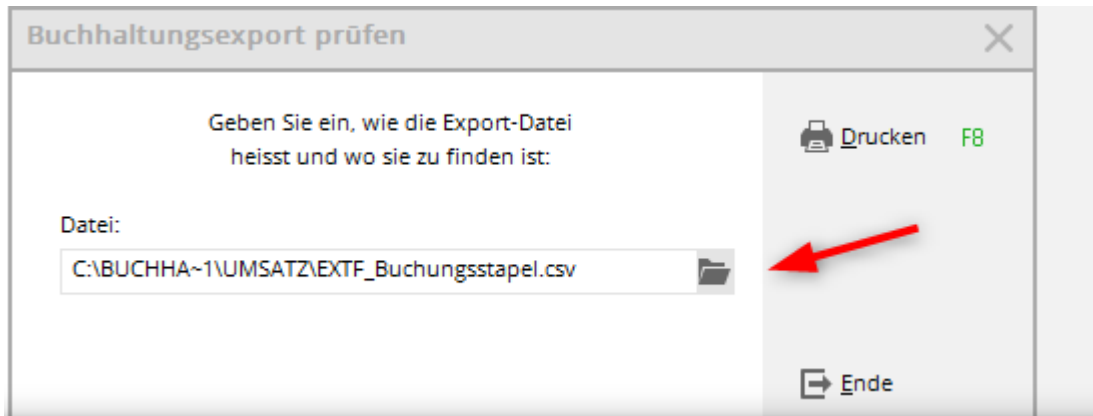 Buchhaltungsexport prüfen
Geben Sie ein, wie die Export-Datei
heisst und wo sie zu finden ist:
Drucken F8
Datei:
C:\BUCHHA~1\UMSATZ\EXTF_Buchungsstapel.csv
Ende